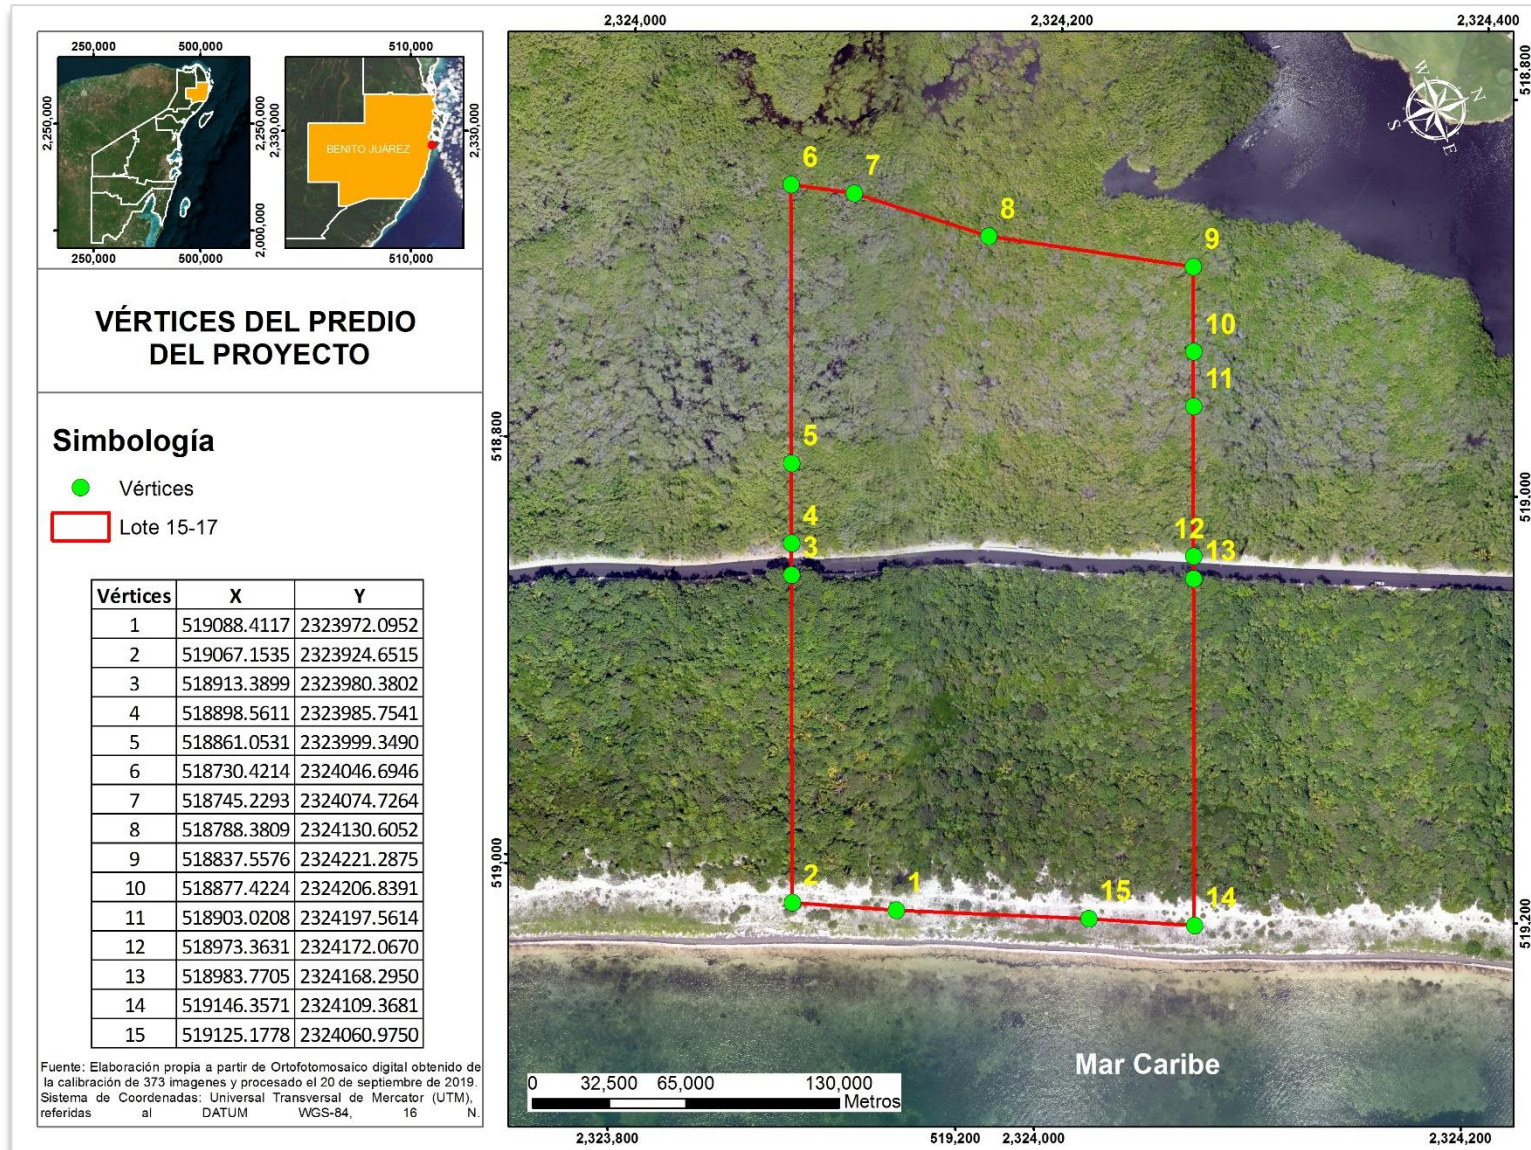 250,000 500,000
510,000
2,250,000
2,250,000
2,000,000
2,330,000
2,330,000
BENITO JUÁREZ
250,000 500,000
510,000
VÉRTICES DEL PREDIO
DEL PROYECTO
Simbología
Vértices
Lote 15-17
Vértices X Y
1 519088.4117 2323972.0952
2 519067.1535 2323924.6515
3 518913.3899 2323980.3802
4 518898.5611 2323985.7541
5 518861.0531 2323999.3490
6 518730.4214 2324046.6946
7 518745.2293 2324074.7264
8 518788.3809 2324130.6052
9 518837.5576 2324221.2875
10 518877.4224 2324206.8391
11 518903.0208 2324197.5614
12 518973.3631 2324172.0670
13 518983.7705 2324168.2950
14 519146.3571 2324109.3681
15 519125.1778 2324060.9750
Fuente: Elaboración propia a partir de Ortofotomosaico digital obtenido de
la calibración de 373 imagenes y procesado el 20 de septiembre de 2019.
Sistema de Coordenadas: Universal Transversal de Mercator (UTM),
referidas al DATUM WGS-84, 16 N.
2,324,000 2,324,200 2,324,400
518,800
W N
S E
6
7
8
9
10
11
518,800
5
519,000
4
12
3
13
519,000
2
1
15
14
519,200
Mar Caribe
0 32,500 65,000 130,000
Metros
2,323,800 519,200 2,324,000 2,324,200